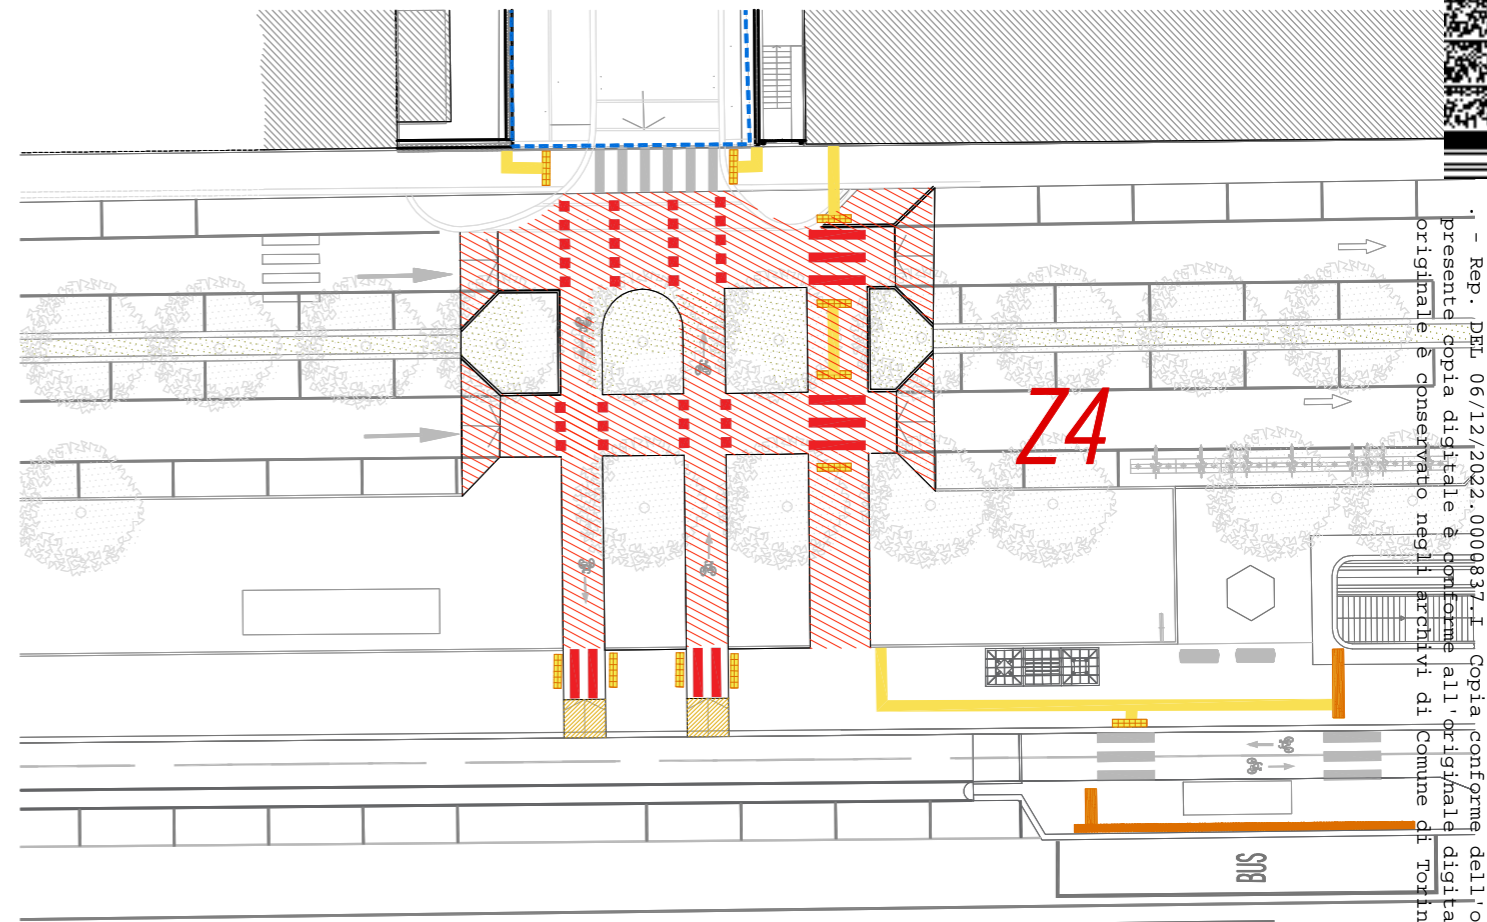 Z4
BUS
. - Rep. DEL 06/12/2022.0000837.I Copia conforme dell'o
presente copia digitale è conforme all'originale digita
originale è conservato negli archivi di Comune di Torin